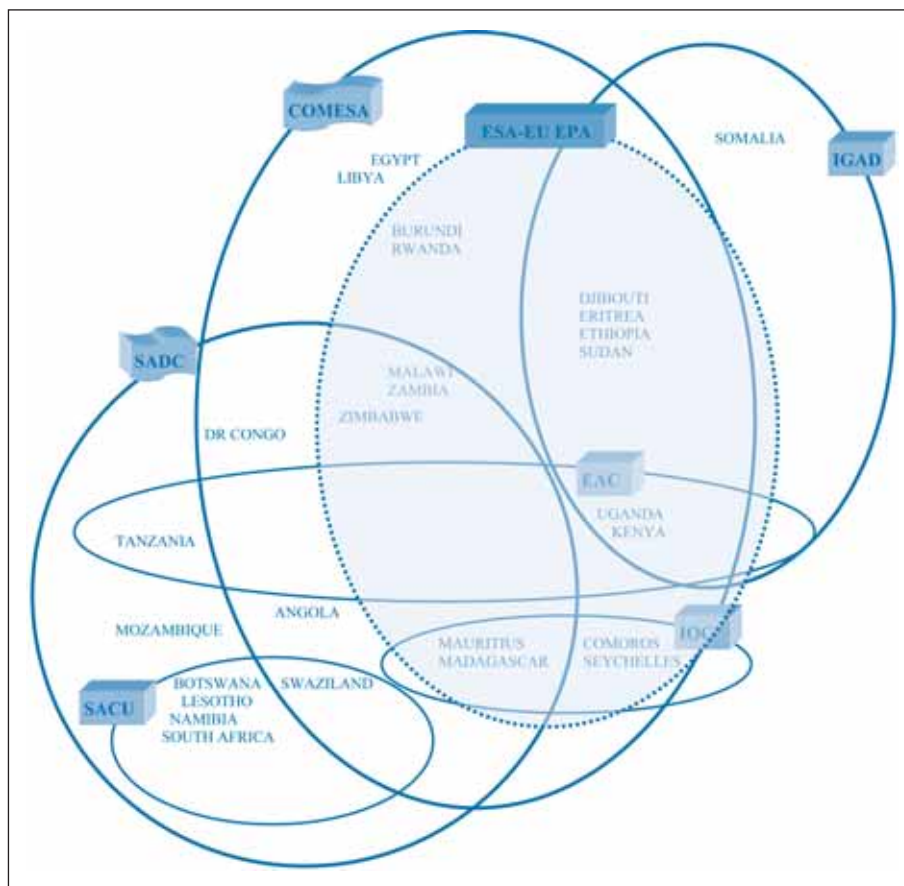 COMESA
ESA-EU EPA
SOMALIA
IGAD
EGYPT
LIBYA
BURUNDI
RWANDA
DJIBOUTI
ERITREA
ETHIOPIA
SUDAN
SADC
MALAWI
ZAMBIA
ZIMBABWE
DR CONGO
EAC
UGANDA
KENYA
TANZANIA
ANGOLA
MOZAMBIQUE
IOC
MAURITIUS
MADAGASCAR
COMOROS
SEYCHELLES
SACU
BOTSWANA
LESOTHO
NAMIBIA
SOUTH AFRICA
SWAZILAND